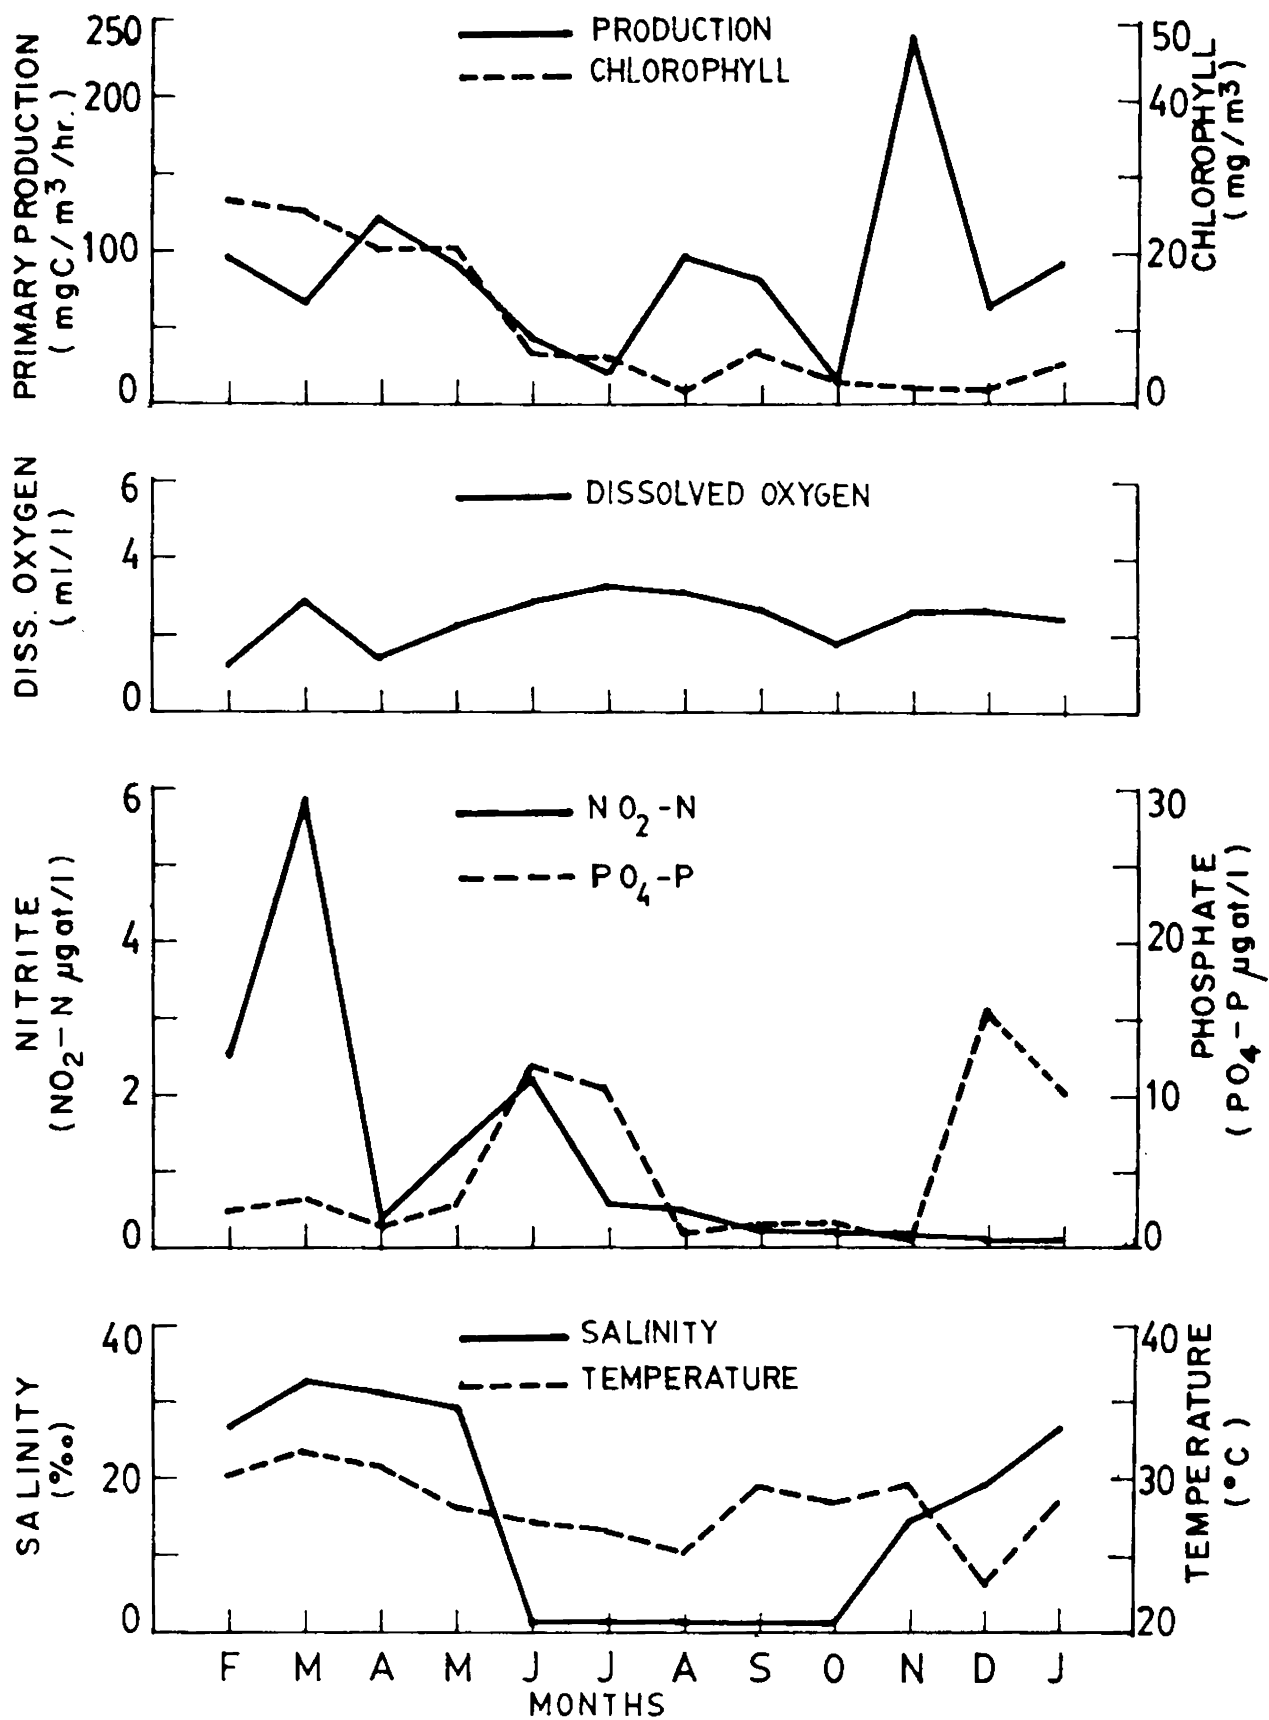 PRIMARY PRODUCTION
(mgC/m³/hr.)
250
200
100
0
PRODUCTION
CHLOROPHYLL
50
40
20
0
CHLOROPHYLL
(mg/m³)
DISS. OXYGEN
(ml/l)
6
4
0
DISSOLVED OXYGEN
NITRITE
(NO₂-N µgat/l)
6
4
2
0
NO₂-N
PO₄-P
30
20
10
0
PHOSPHATE
(PO₄-P µgat/l)
SALINITY
(‰)
40
20
0
SALINITY
TEMPERATURE
40
30
20
TEMPERATURE
(°C)
F M A M J J A S O N D J
MONTHS